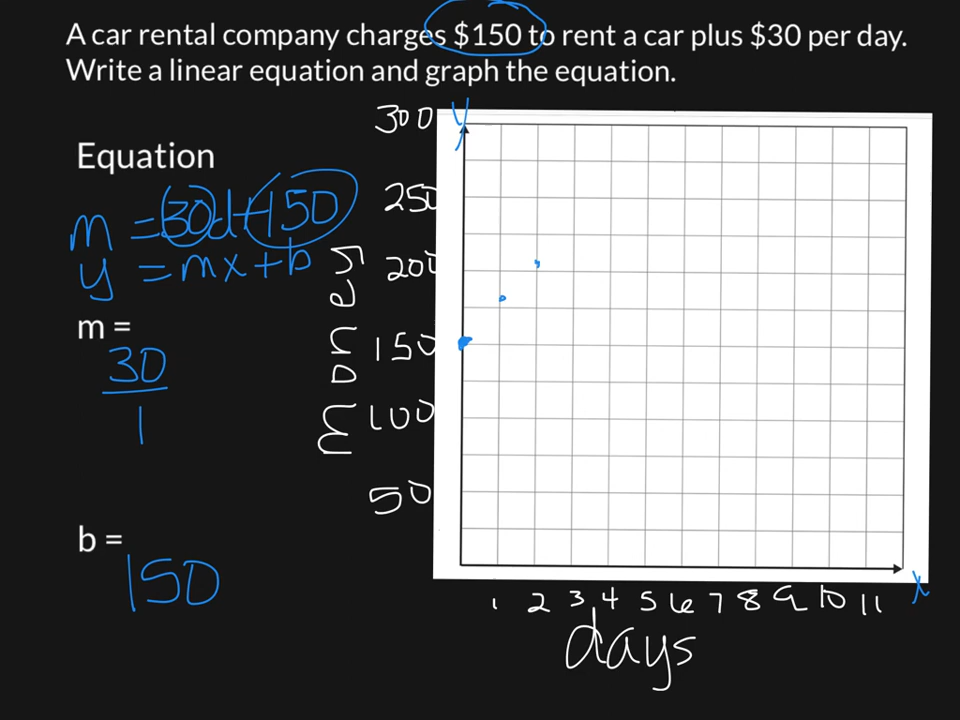 A car rental company charges $150 to rent a car plus $30 per day.
Write a linear equation and graph the equation.
Equation
m = 30d + 150
y = mx + b
m =
30
1
b =
150
money
300
250
200
150
100
50
y
x
1 2 3 4 5 6 7 8 9 10 11
days